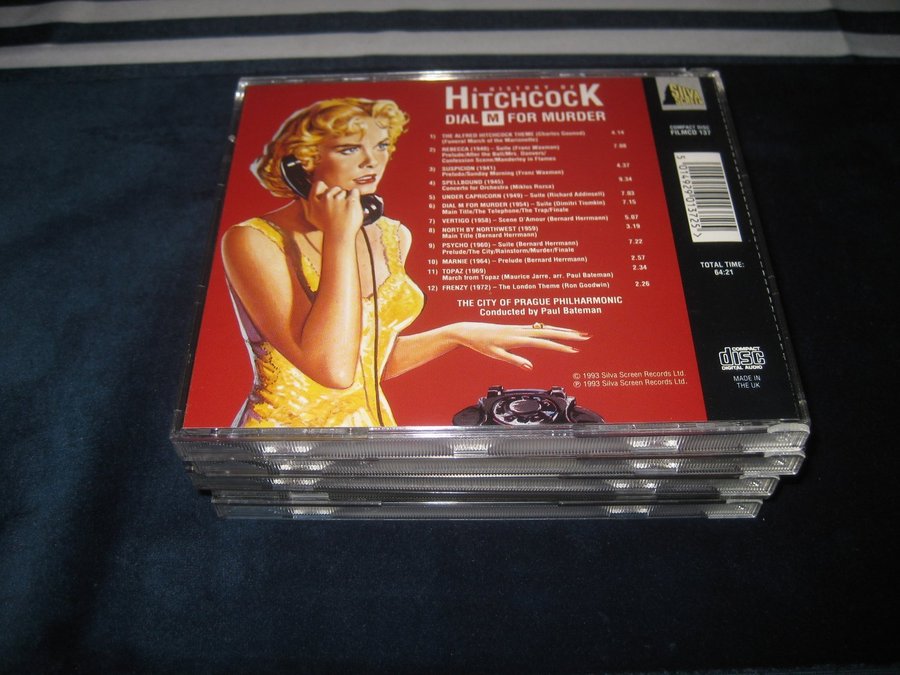 A HISTORY OF
HITCHCOCK
DIAL M FOR MURDER
1) THE ALFRED HITCHCOCK THEME (Charles Gounod) 4.14
(Funeral March of the Marionette)
2) REBECCA (1940) – Suite (Franz Waxman) 7.58
Prelude/After the Ball/Mrs. Danvers/
Confession Scene/Manderley in Flames
3) SUSPICION (1941) 4.37
Prelude/Sunday Morning (Franz Waxman)
4) SPELLBOUND (1945) 9.34
Concerto for Orchestra (Miklos Rozsa)
5) UNDER CAPRICORN (1949) – Suite (Richard Addinsell) 7.03
6) DIAL M FOR MURDER (1954) – Suite (Dimitri Tiomkin) 7.15
Main Title/The Telephone/The Trap/Finale
7) VERTIGO (1958) – Scene D'Amour (Bernard Herrmann) 5.07
8) NORTH BY NORTHWEST (1959) 3.19
Main Title (Bernard Herrmann)
9) PSYCHO (1960) – Suite (Bernard Herrmann) 7.22
Prelude/The City/Rainstorm/Murder/Finale
10) MARNIE (1964) – Prelude (Bernard Herrmann) 2.57
11) TOPAZ (1969) 2.34
March from Topaz (Maurice Jarre, arr. Paul Bateman)
12) FRENZY (1972) – The London Theme (Ron Goodwin) 2.26
THE CITY OF PRAGUE PHILHARMONIC
Conducted by Paul Bateman
© 1993 Silva Screen Records Ltd.
℗ 1993 Silva Screen Records Ltd.
SILVA
SCREEN
COMPACT DISC
FILMCD 137
5 014929 013725
TOTAL TIME:
64:21
COMPACT
disc
DIGITAL AUDIO
MADE IN
THE UK